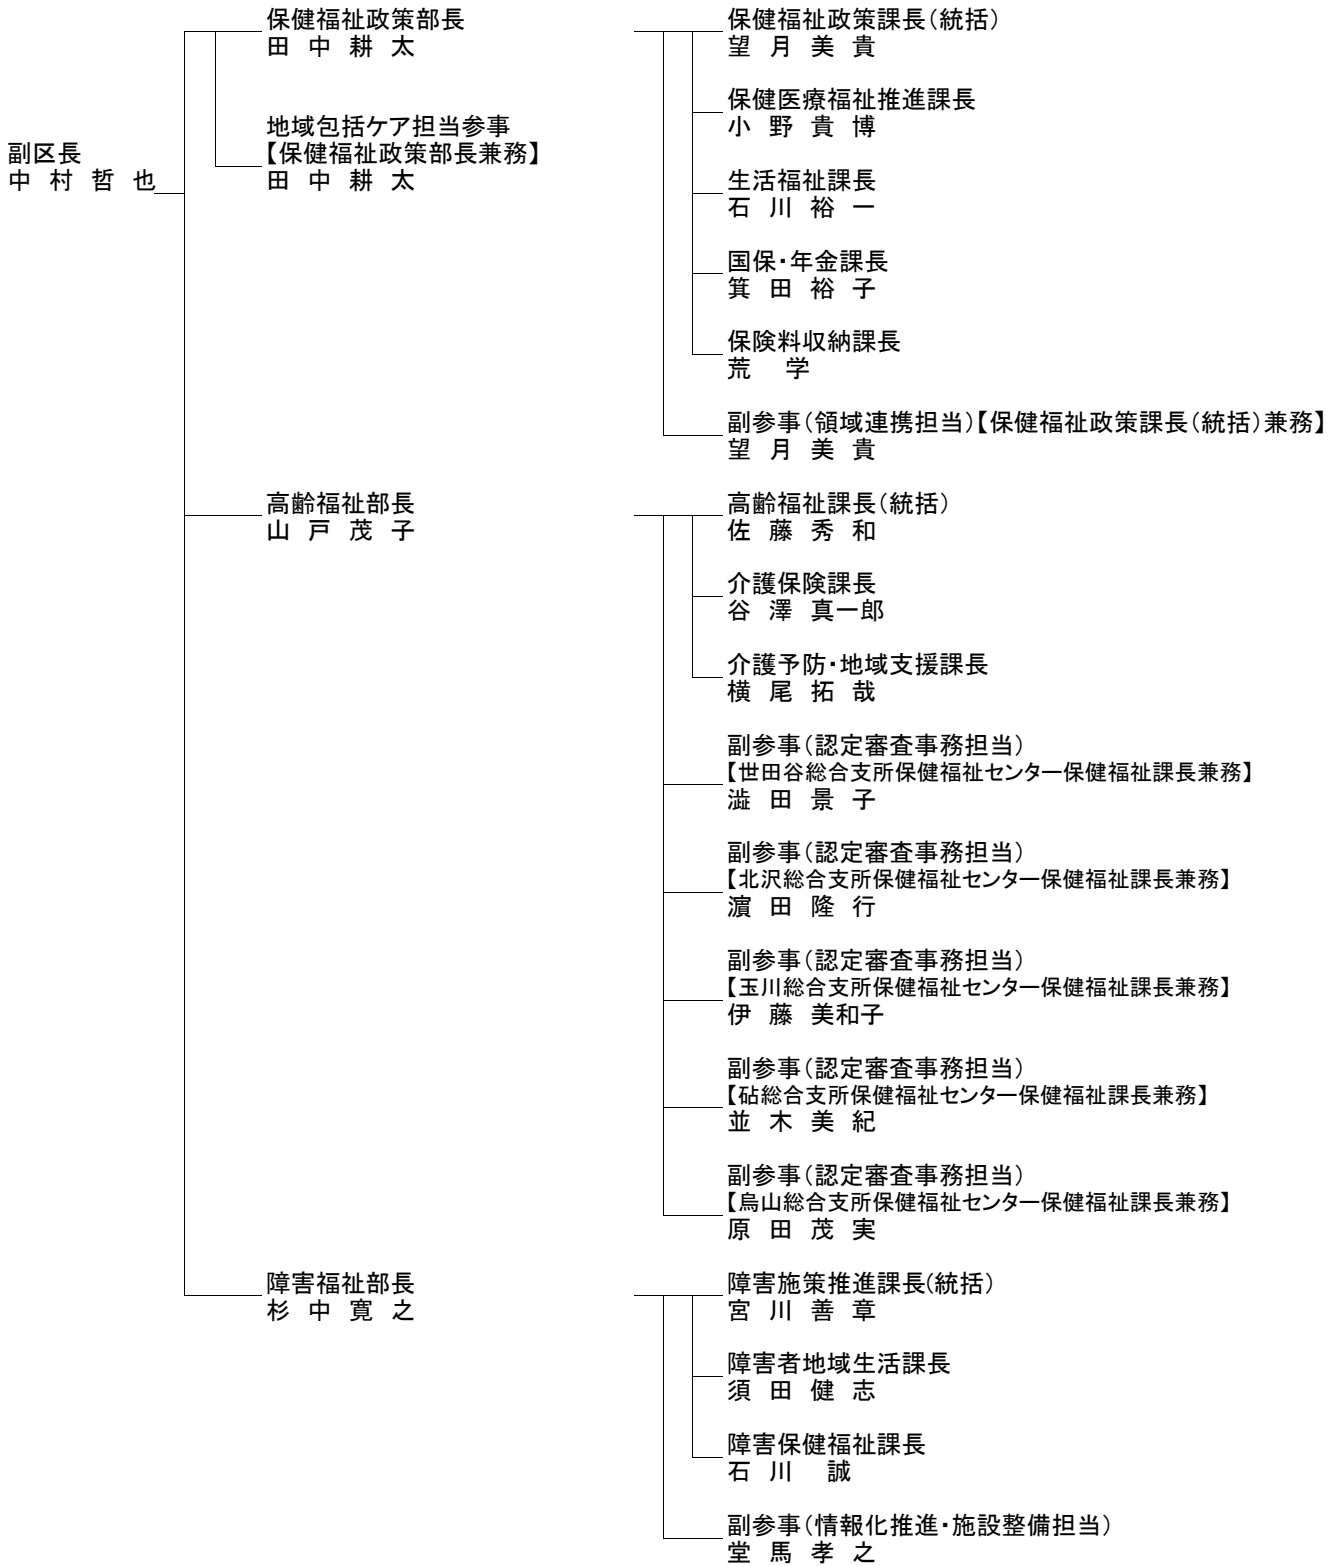 副区長
中村哲也
保健福祉政策部長
田中耕太
地域包括ケア担当参事
【保健福祉政策部長兼務】
田中耕太
保健福祉政策課長(統括)
望月美貴
保健医療福祉推進課長
小野貴博
生活福祉課長
石川裕一
国保・年金課長
箕田裕子
保険料収納課長
荒 学
副参事(領域連携担当)【保健福祉政策課長(統括)兼務】
望月美貴
高齢福祉部長
山戸茂子
高齢福祉課長(統括)
佐藤秀和
介護保険課長
谷澤真一郎
介護予防・地域支援課長
横尾拓哉
副参事(認定審査事務担当)
【世田谷総合支所保健福祉センター保健福祉課長兼務】
澁田景子
副参事(認定審査事務担当)
【北沢総合支所保健福祉センター保健福祉課長兼務】
濵田隆行
副参事(認定審査事務担当)
【玉川総合支所保健福祉センター保健福祉課長兼務】
伊藤美和子
副参事(認定審査事務担当)
【砧総合支所保健福祉センター保健福祉課長兼務】
並木美紀
副参事(認定審査事務担当)
【烏山総合支所保健福祉センター保健福祉課長兼務】
原田茂実
障害福祉部長
杉中寛之
障害施策推進課長(統括)
宮川善章
障害者地域生活課長
須田健志
障害保健福祉課長
石川 誠
副参事(情報化推進・施設整備担当)
堂馬孝之